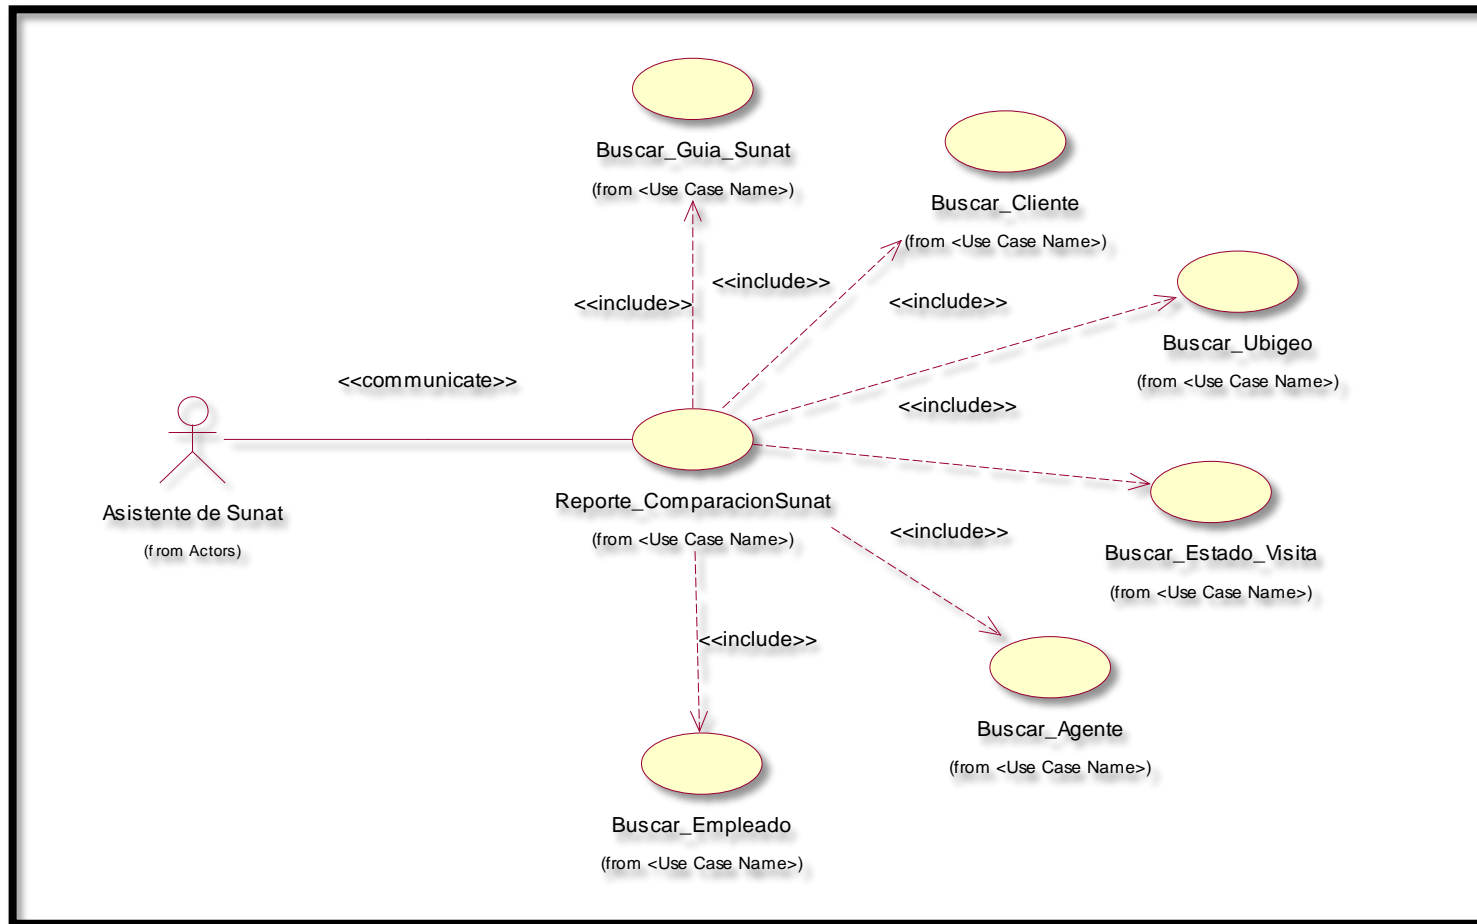 Buscar_Guia_Sunat
(from <Use Case Name>)
Buscar_Cliente
(from <Use Case Name>)
<<include>>
<<include>>
<<include>>
Buscar_Ubigeo
(from <Use Case Name>)
<<communicate>>
<<include>>
Asistente de Sunat
(from Actors)
Reporte_ComparacionSunat
(from <Use Case Name>)
<<include>>
Buscar_Estado_Visita
(from <Use Case Name>)
<<include>>
Buscar_Agente
(from <Use Case Name>)
Buscar_Empleado
(from <Use Case Name>)